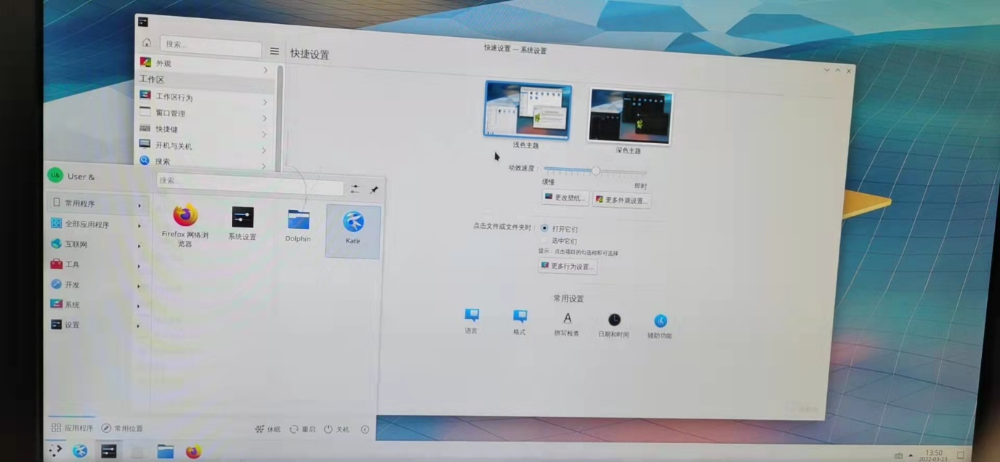 快速设置 — 系统设置
搜索...
快捷设置
外观
工作区
工作区行为
窗口管理
快捷键
开机与关机
搜索
浅色主题
深色主题
动效速度：
缓慢
即时
更改壁纸...
更多外观设置...
点击文件或文件夹时：
打开它们
选中它们
提示：点击项目的勾选框即可选择
更多行为设置...
常用设置
语言
格式
拼写检查
日期和时间
辅助功能
U&
User &
搜索...
常用程序
全部应用程序
互联网
工具
开发
系统
设置
Firefox 网络浏
览器
系统设置
Dolphin
Kate
应用程序
常用位置
休眠
重启
关机
13:50
2022-03-23